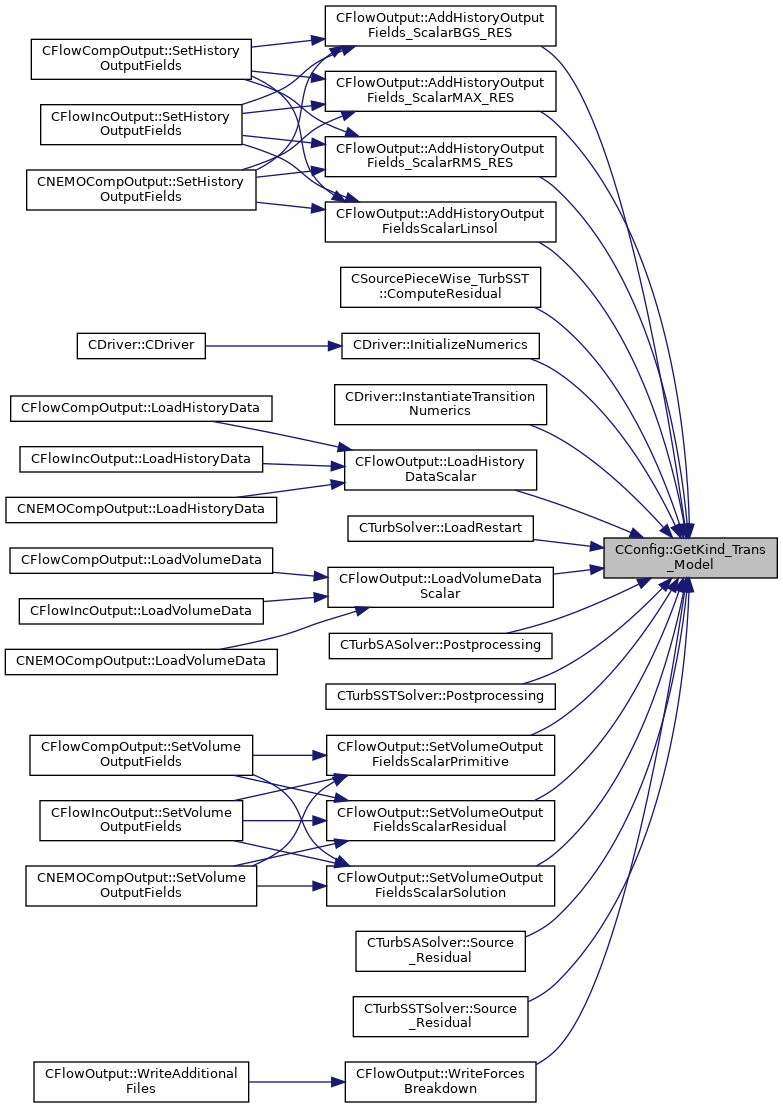 CFlowOutput::AddHistoryOutput
Fields_ScalarBGS_RES
CFlowCompOutput::SetHistory
OutputFields
CFlowOutput::AddHistoryOutput
Fields_ScalarMAX_RES
CFlowIncOutput::SetHistory
OutputFields
CFlowOutput::AddHistoryOutput
Fields_ScalarRMS_RES
CNEMOCompOutput::SetHistory
OutputFields
CFlowOutput::AddHistoryOutput
FieldsScalarLinsol
CSourcePieceWise_TurbSST
::ComputeResidual
CDriver::CDriver
CDriver::InitializeNumerics
CDriver::InstantiateTransition
Numerics
CFlowCompOutput::LoadHistoryData
CFlowIncOutput::LoadHistoryData
CFlowOutput::LoadHistory
DataScalar
CNEMOCompOutput::LoadHistoryData
CTurbSolver::LoadRestart
CConfig::GetKind_Trans
_Model
CFlowCompOutput::LoadVolumeData
CFlowOutput::LoadVolumeData
Scalar
CFlowIncOutput::LoadVolumeData
CTurbSASolver::Postprocessing
CNEMOCompOutput::LoadVolumeData
CTurbSSTSolver::Postprocessing
CFlowCompOutput::SetVolume
OutputFields
CFlowOutput::SetVolumeOutput
FieldsScalarPrimitive
CFlowIncOutput::SetVolume
OutputFields
CFlowOutput::SetVolumeOutput
FieldsScalarResidual
CNEMOCompOutput::SetVolume
OutputFields
CFlowOutput::SetVolumeOutput
FieldsScalarSolution
CTurbSASolver::Source
_Residual
CTurbSSTSolver::Source
_Residual
CFlowOutput::WriteAdditional
Files
CFlowOutput::WriteForces
Breakdown